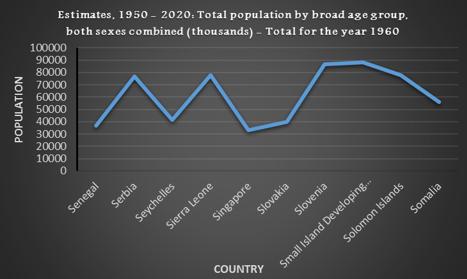 Estimates, 1950 – 2020: Total population by broad age group,
both sexes combined (thousands) – Total for the year 1960
POPULATION
100000
90000
80000
70000
60000
50000
40000
30000
20000
10000
0
Senegal
Serbia
Seychelles
Sierra Leone
Singapore
Slovakia
Slovenia
Small Island Developing…
Solomon Islands
Somalia
COUNTRY